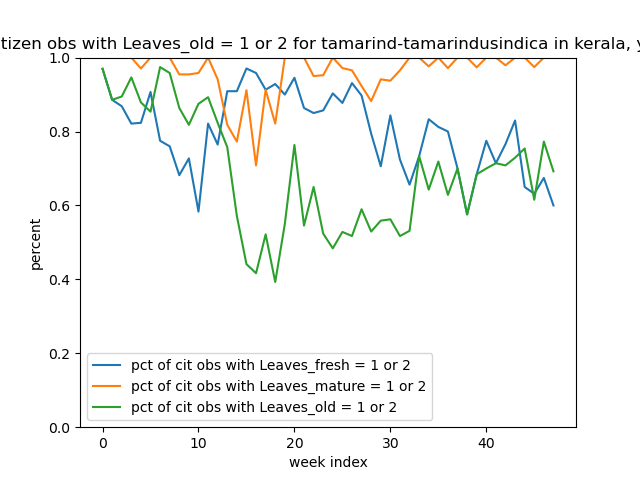 tizen obs with Leaves_old = 1 or 2 for tamarind-tamarindusindica in kerala, y
1.0
0.8
0.6
0.4
0.2
0.0
percent
pct of cit obs with Leaves_fresh = 1 or 2
pct of cit obs with Leaves_mature = 1 or 2
pct of cit obs with Leaves_old = 1 or 2
0 10 20 30 40
week index